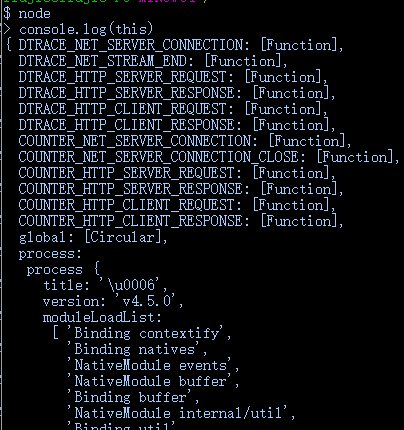 $ node
> console.log(this)
{ DTRACE_NET_SERVER_CONNECTION: [Function],
DTRACE_NET_STREAM_END: [Function],
DTRACE_HTTP_SERVER_REQUEST: [Function],
DTRACE_HTTP_SERVER_RESPONSE: [Function],
DTRACE_HTTP_CLIENT_REQUEST: [Function],
DTRACE_HTTP_CLIENT_RESPONSE: [Function],
COUNTER_NET_SERVER_CONNECTION: [Function],
COUNTER_NET_SERVER_CONNECTION_CLOSE: [Function],
COUNTER_HTTP_SERVER_REQUEST: [Function],
COUNTER_HTTP_SERVER_RESPONSE: [Function],
COUNTER_HTTP_CLIENT_REQUEST: [Function],
COUNTER_HTTP_CLIENT_RESPONSE: [Function],
global: [Circular],
process:
process {
title: '\u0006',
version: 'v4.5.0',
moduleLoadList:
[ 'Binding contextify',
'Binding natives',
'NativeModule events',
'NativeModule buffer',
'Binding buffer',
'NativeModule internal/util',
'Binding util',